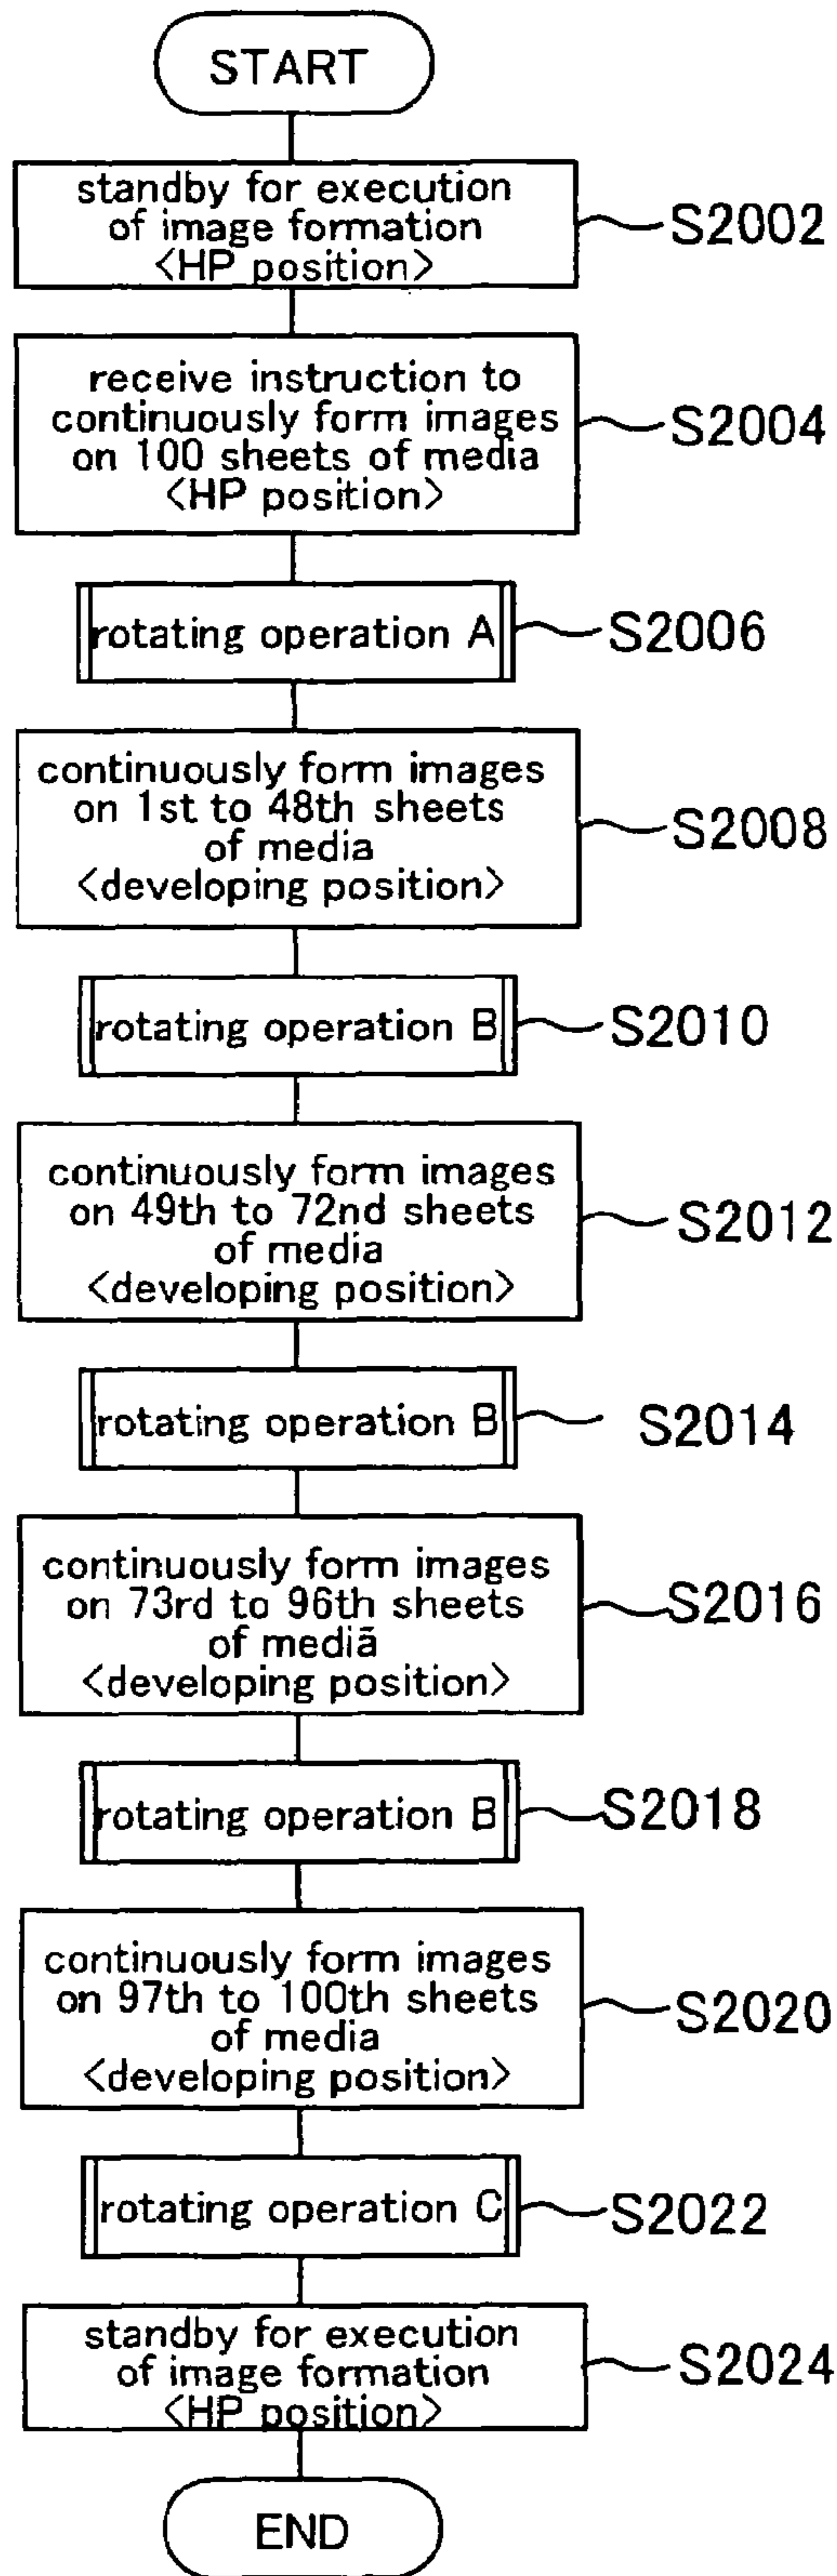 START
standby for execution
of image formation
<HP position>
S2002
receive instruction to
continuously form images
on 100 sheets of media
<HP position>
S2004
rotating operation A
S2006
continuously form images
on 1st to 48th sheets
of media
<developing position>
S2008
rotating operation B
S2010
continuously form images
on 49th to 72nd sheets
of media
<developing position>
S2012
rotating operation B
S2014
continuously form images
on 73rd to 96th sheets
of media
<developing position>
S2016
rotating operation B
S2018
continuously form images
on 97th to 100th sheets
of media
<developing position>
S2020
rotating operation C
S2022
standby for execution
of image formation
<HP position>
S2024
END